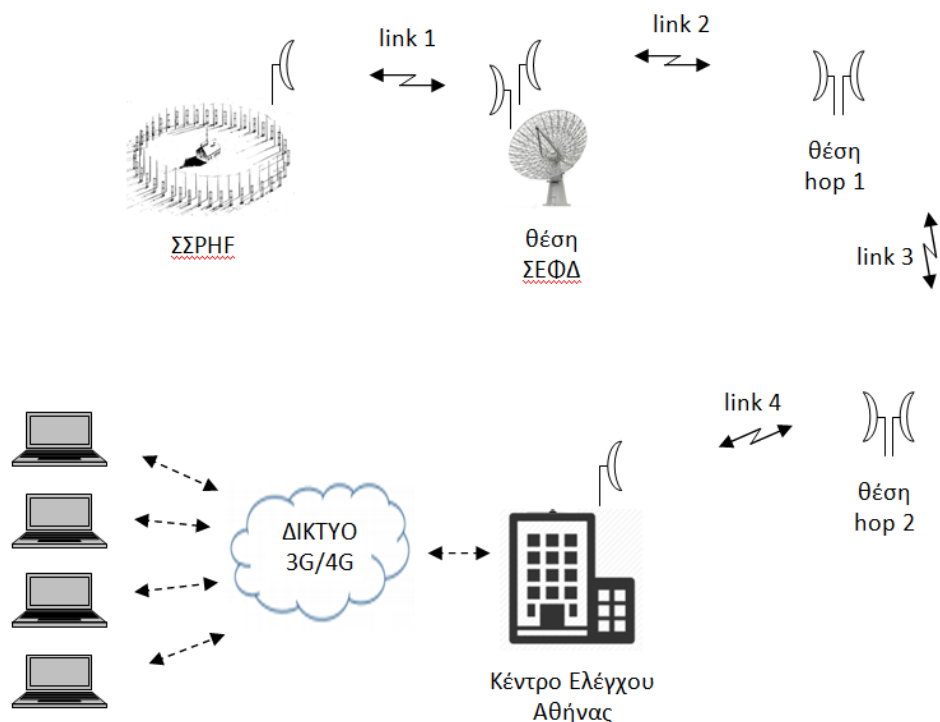 link 1
link 2
ΣΣΡHF
θέση
ΣΕΦΔ
θέση
hop 1
link 3
link 4
ΔΙΚΤΥΟ
3G/4G
θέση
hop 2
Κέντρο Ελέγχου
Αθήνας